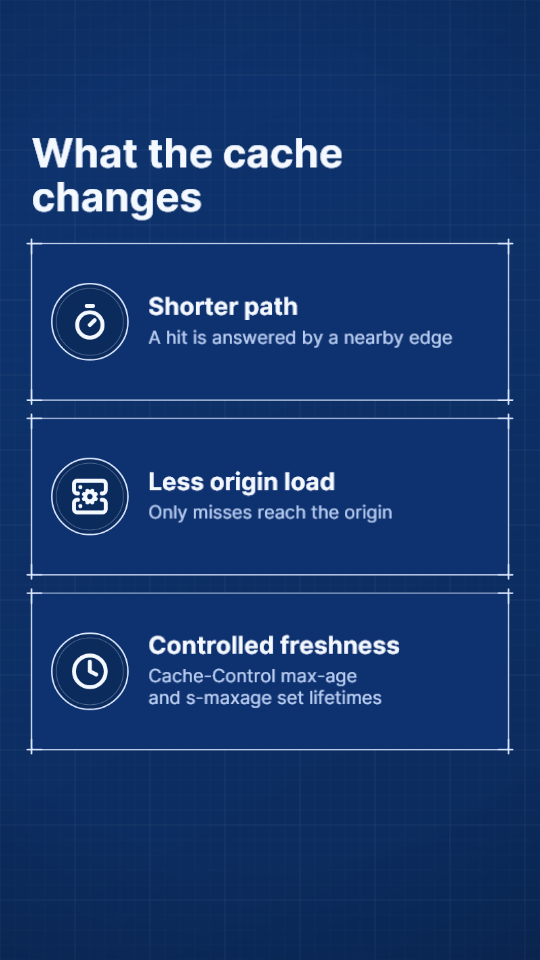 What the cache
changes
Shorter path
A hit is answered by a nearby edge
Less origin load
Only misses reach the origin
Controlled freshness
Cache-Control max-age
and s-maxage set lifetimes